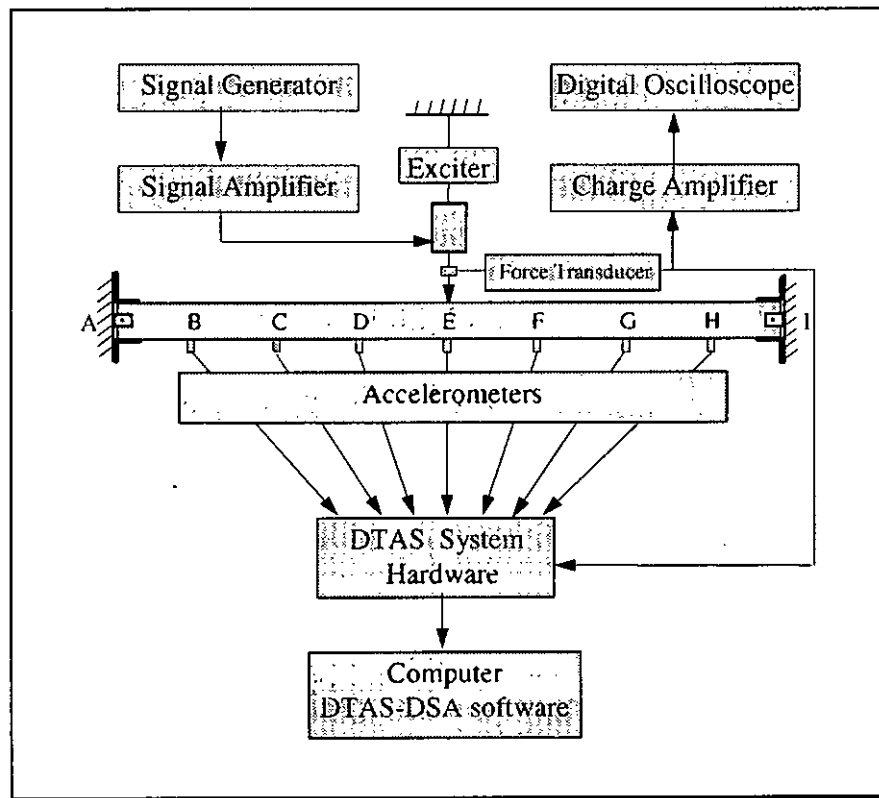 Signal Generator
Digital Oscilloscope
Signal Amplifier
Exciter
Charge Amplifier
Force Transducer
A B C D E F G H I
Accelerometers
DTAS System
Hardware
Computer
DTAS-DSA software